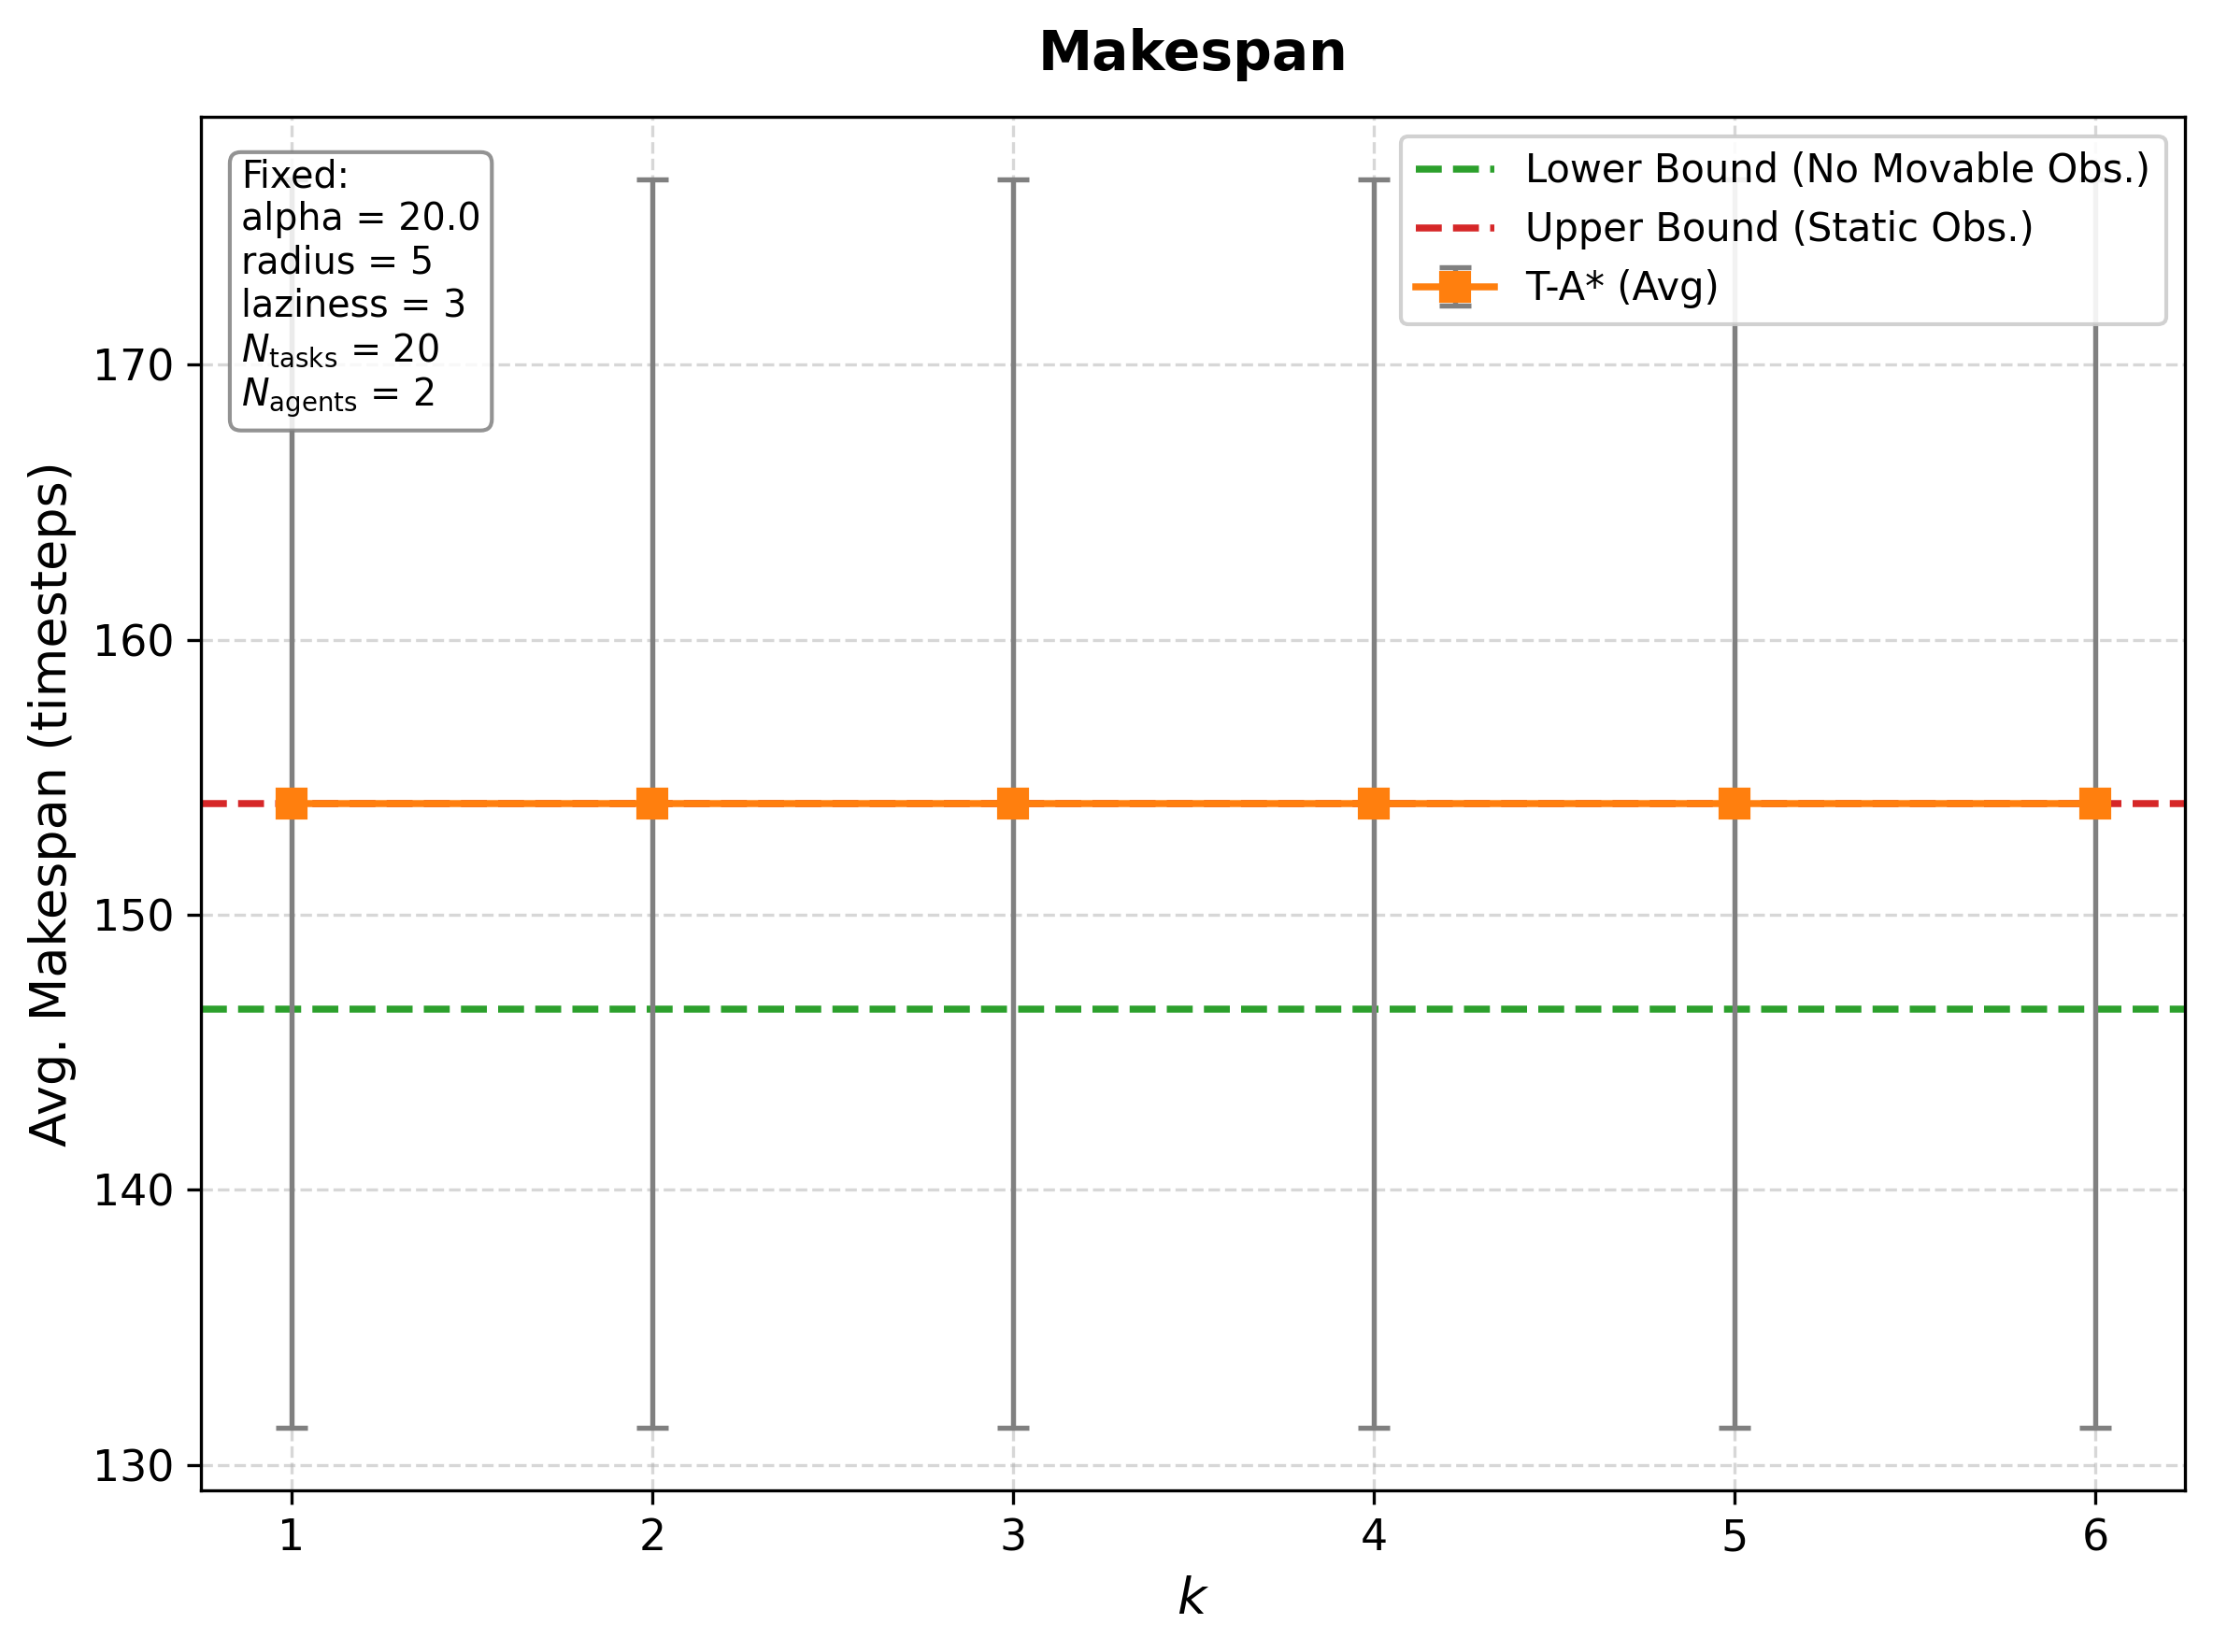 Makespan
Fixed:
alpha = 20.0
radius = 5
laziness = 3
N_tasks = 20
N_agents = 2
Lower Bound (No Movable Obs.)
Upper Bound (Static Obs.)
T-A* (Avg)
Avg. Makespan (timesteps)
170
160
150
140
130
1 2 3 4 5 6
k